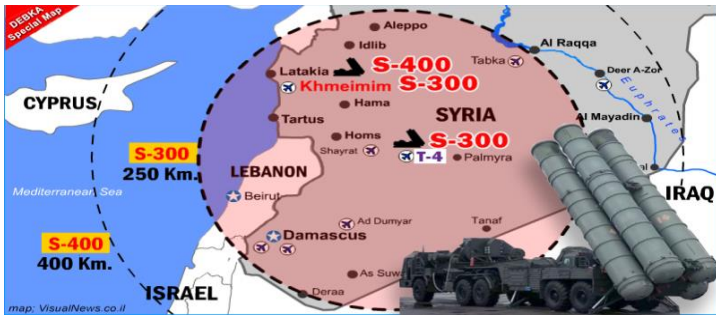 DEBKA
Special Map
Aleppo
Idlib
Latakia
S-400
Khmeimim S-300
Tabka
Al Raqqa
Deer A-Zor
Euphrates
CYPRUS
Hama
Tartus
SYRIA
Al Mayadin
Homs
S-300
Shayrat
T-4
Palmyra
S-300
250 Km.
LEBANON
Mediterranean Sea
Beirut
IRAQ
S-400
400 Km.
Ad Dumyar
Damascus
Tanaf
As Suwa
ISRAEL
Deraa
map; VisualNews.co.il